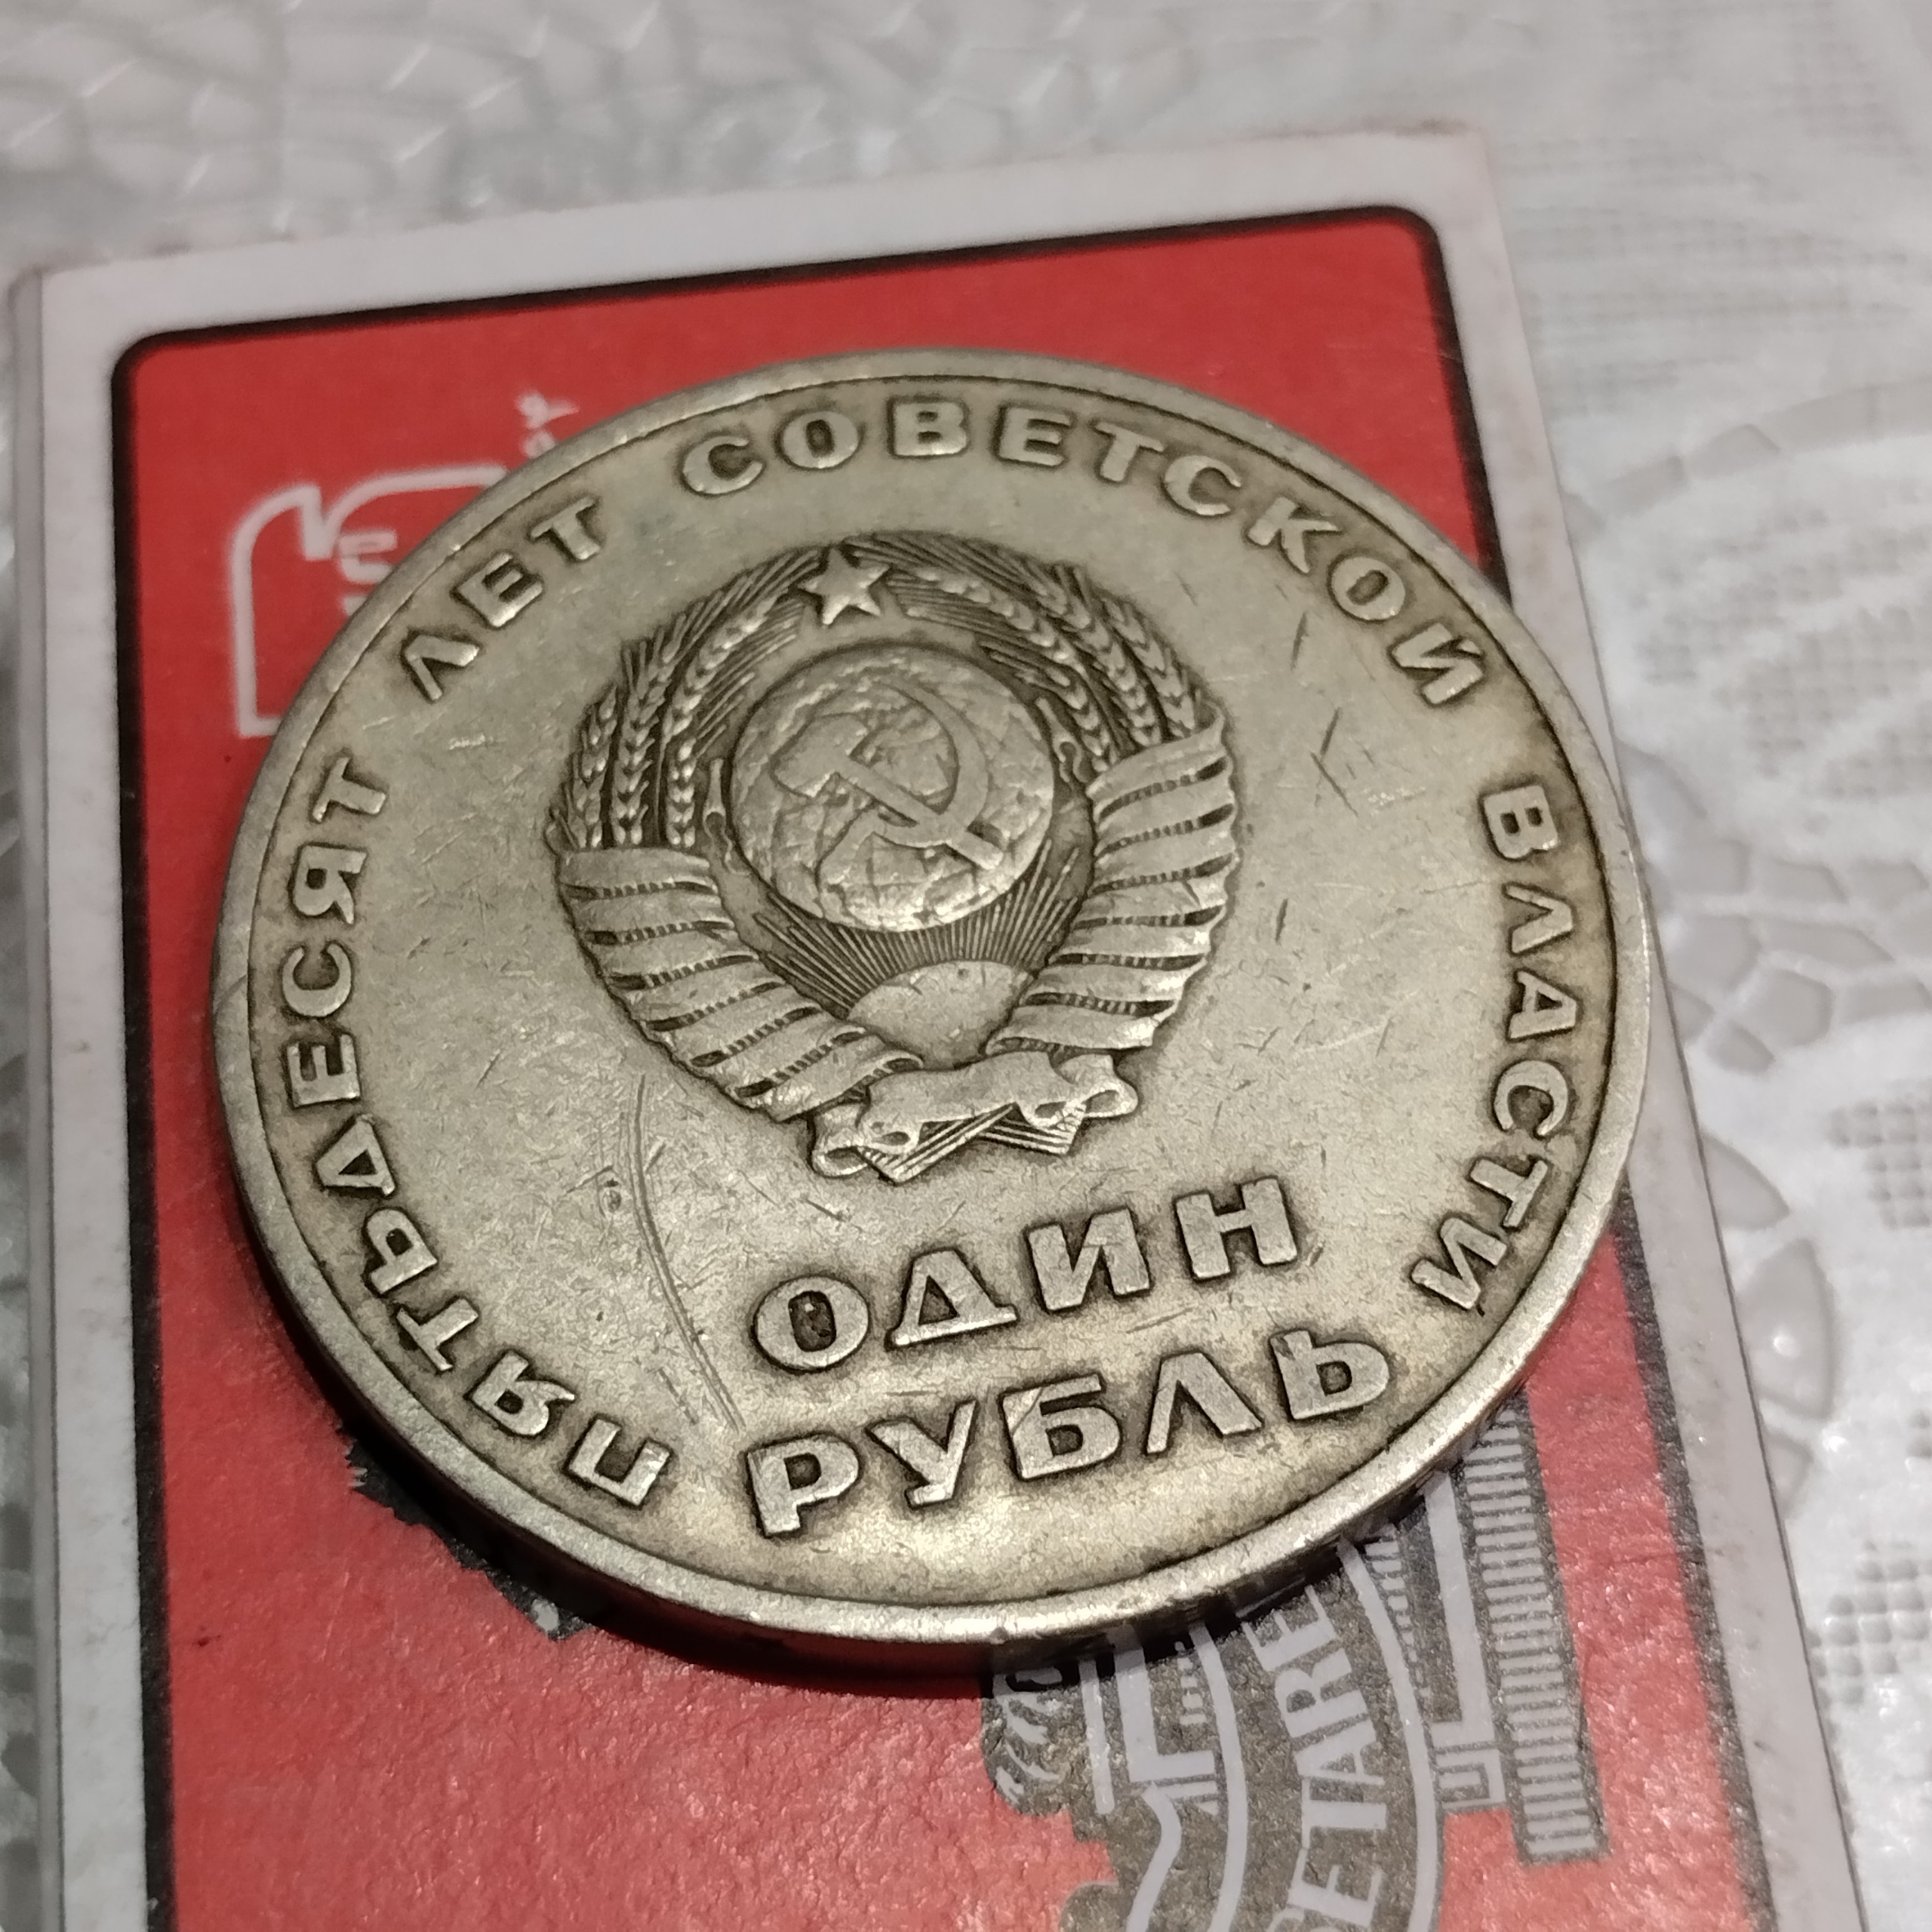 ПЯТЬДЕСЯТ ЛЕТ СОВЕТСКОЙ ВЛАСТИ
ОДИН
РУБЛЬ